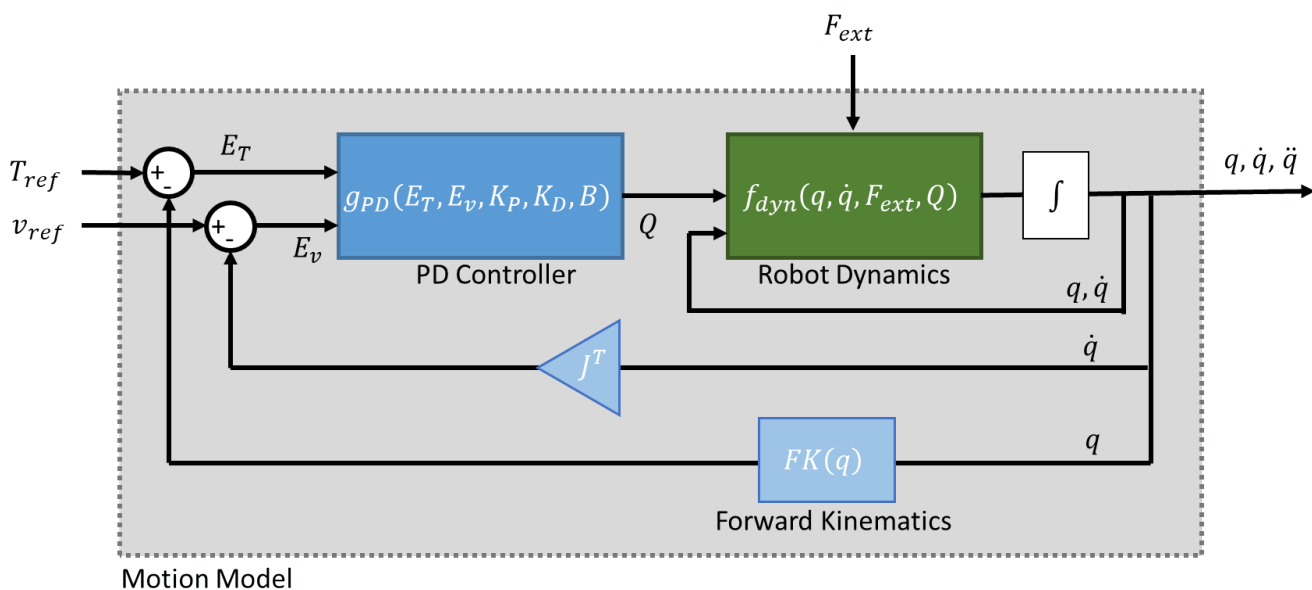 F_ext
E_T
T_ref
+
-
g_PD(E_T, E_v, K_P, K_D, B)
f_dyn(q, q̇, F_ext, Q)
∫
q, q̇, q̈
v_ref
+
-
E_v
Q
PD Controller
Robot Dynamics
q, q̇
J^T
q̇
FK(q)
q
Forward Kinematics
Motion Model